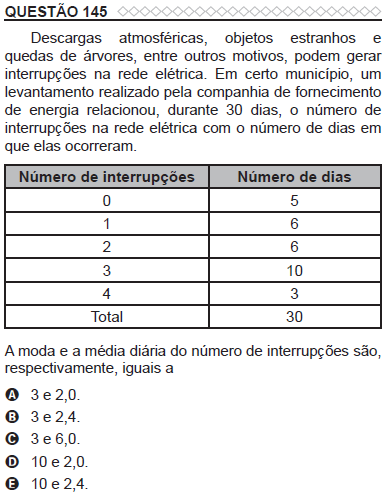 QUESTÃO 145
Descargas atmosféricas, objetos estranhos e
quedas de árvores, entre outros motivos, podem gerar
interrupções na rede elétrica. Em certo município, um
levantamento realizado pela companhia de fornecimento
de energia relacionou, durante 30 dias, o número de
interrupções na rede elétrica com o número de dias em
que elas ocorreram.
Número de interrupções Número de dias
0 5
1 6
2 6
3 10
4 3
Total 30
A moda e a média diária do número de interrupções são,
respectivamente, iguais a
A 3 e 2,0.
B 3 e 2,4.
C 3 e 6,0.
D 10 e 2,0.
E 10 e 2,4.